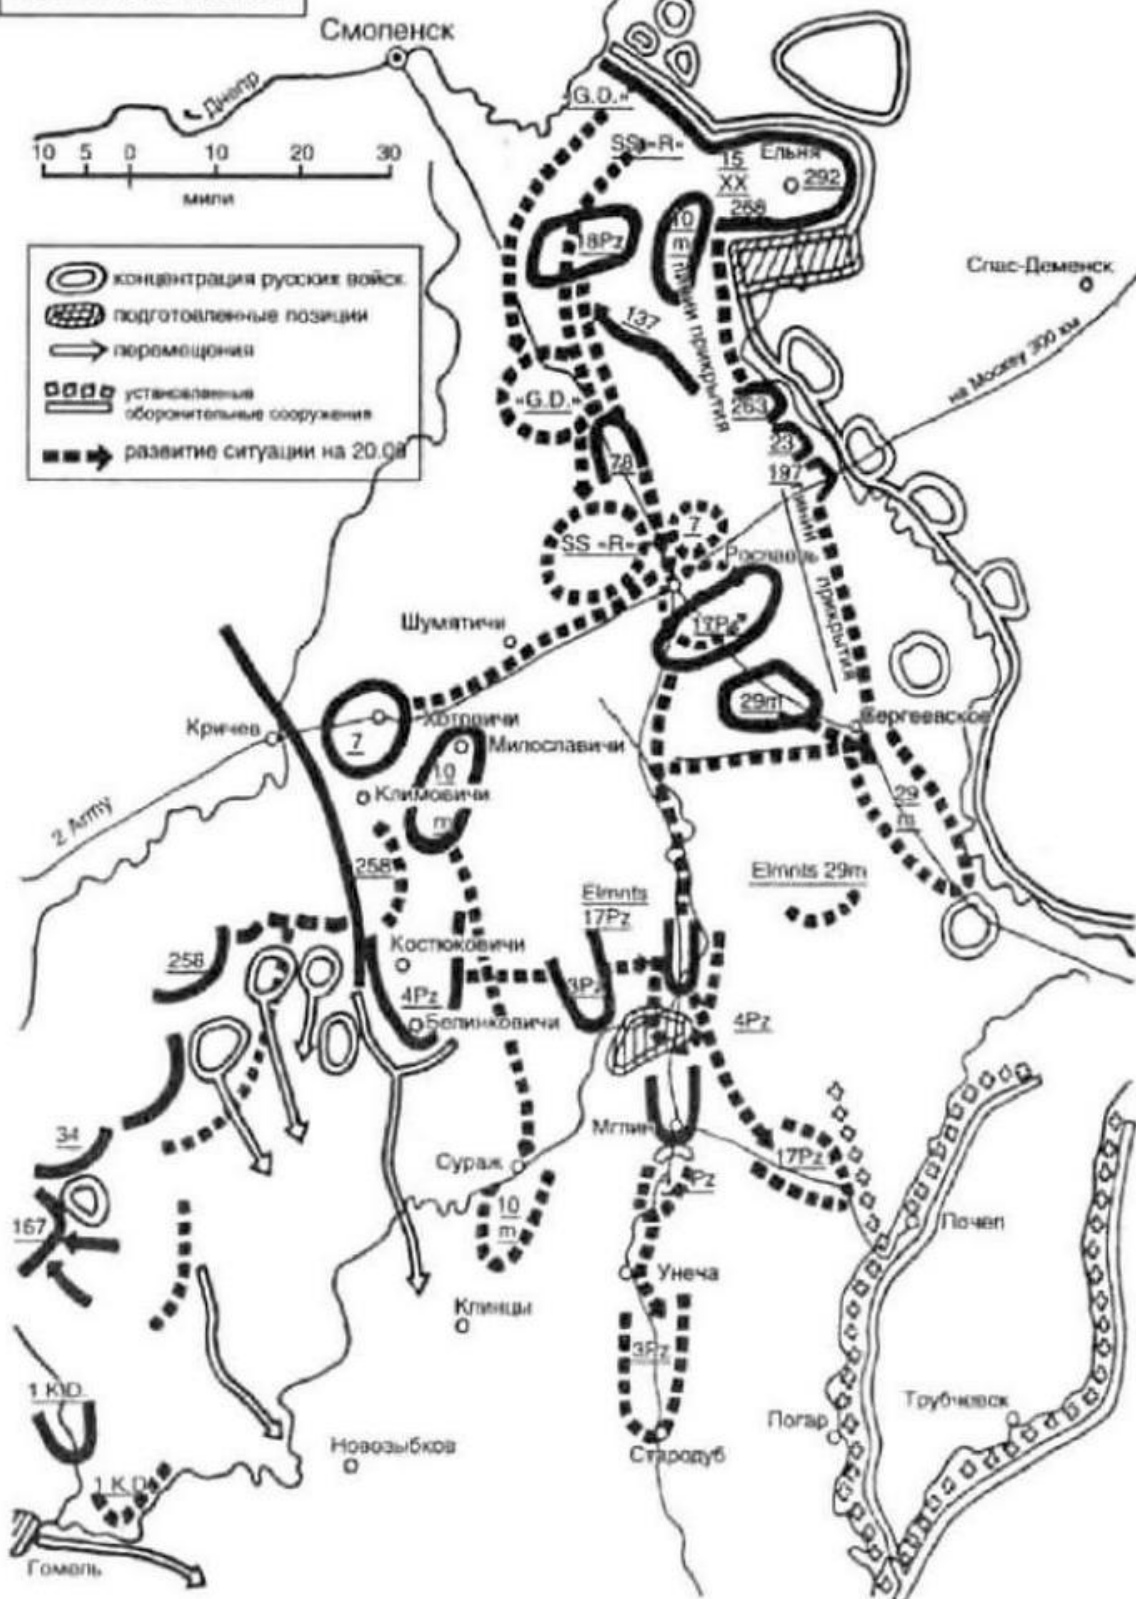 Смоленск
Днепр
10 5 0 10 20 30
мили
концентрация русских войск
подготовленные позиции
перемещения
установленные
оборонительные сооружения
развитие ситуации на 20.08
«G.D.»
SS «R»
15
XX
Ельня
292
268
18Pz
10
m
линии прикрытия
137
Спас-Деменск
на Москву 300 км
«G.D.»
263
23
197
78
линии прикрытия
SS «R»
7
Рославль
Шумятичи
17Pz
29m
Кричев
7
Хотовичи
Милославичи
10
m
Климовичи
Сергеевское
2 Army
29
m
258
Elmnts 29m
Elmnts
17Pz
258
Костюковичи
4Pz
3Pz
Белинковичи
4Pz
34
Мглин
17Pz
Сураж
Pz
167
10
m
Почеп
Унеча
Клинцы
3Pz
1 K.D.
Трубчевск
Погар
Новозыбков
Стародуб
1 K.D.
Гомель